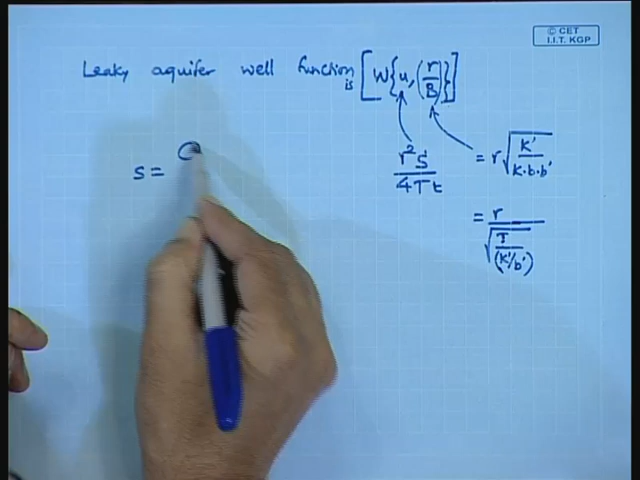 © CET
I.I.T. KGP
Leaky aquifer well function is [W{u, (r/B)}]
r²S/4Tt
= r√(K'/K·b·b')
= r/√(T/(K'/b'))
s =